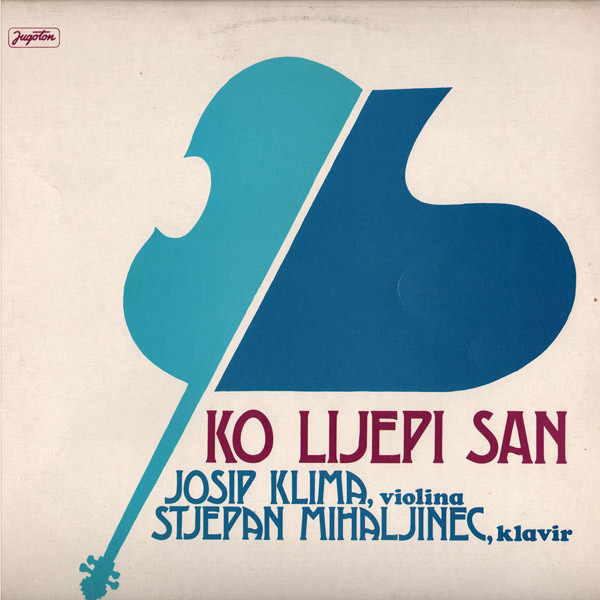 Jugoton
KO LIJEPI SAN
JOSIP KLIMA, violina
STJEPAN MIHALJINEC, klavir